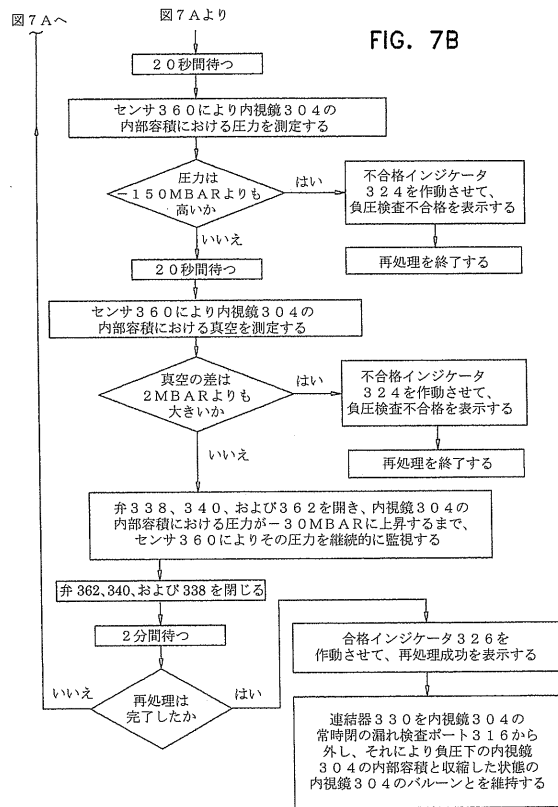 図7Aへ
図7Aより
FIG. 7B
20秒間待つ
センサ360により内視鏡304の
内部容積における圧力を測定する
圧力は
－150MBARよりも
高いか
はい
不合格インジケータ
324を作動させて、
負圧検査不合格を表示する
再処理を終了する
いいえ
20秒間待つ
センサ360により内視鏡304の
内部容積における真空を測定する
真空の差は
2MBARよりも
大きいか
はい
不合格インジケータ
324を作動させて、
負圧検査不合格を表示する
再処理を終了する
いいえ
弁338、340、および362を開き、内視鏡304の
内部容積における圧力が－30MBARに上昇するまで、
センサ360によりその圧力を継続的に監視する
弁362、340、および338を閉じる
2分間待つ
再処理は
完了したか
いいえ
はい
合格インジケータ326を
作動させて、再処理成功を表示する
連結器330を内視鏡304の
常時閉の漏れ検査ポート316から
外し、それにより負圧下の内視鏡
304の内部容積と収縮した状態の
内視鏡304のバルーンとを維持する